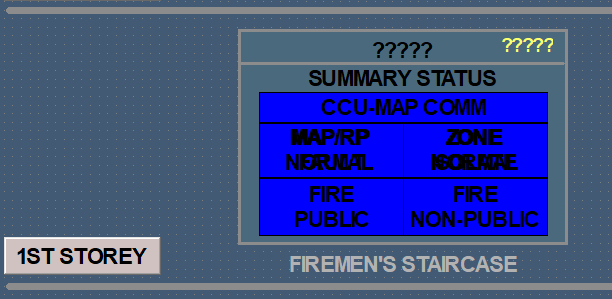 ?????
?????
SUMMARY STATUS
CCU-MAP COMM
MAP/RP
ZONE
FIRE
PUBLIC
FIRE
NON-PUBLIC
1ST STOREY
FIREMEN'S STAIRCASE